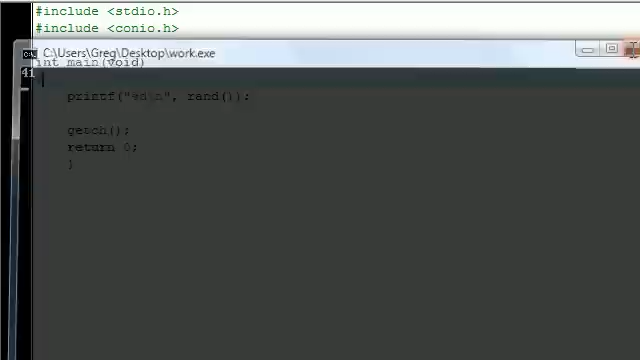 #include <stdio.h>
#include <conio.h>
C:\Users\Greg\Desktop\work.exe
int main(void)
41
printf("%d\n", rand());
getch();
return 0;
}